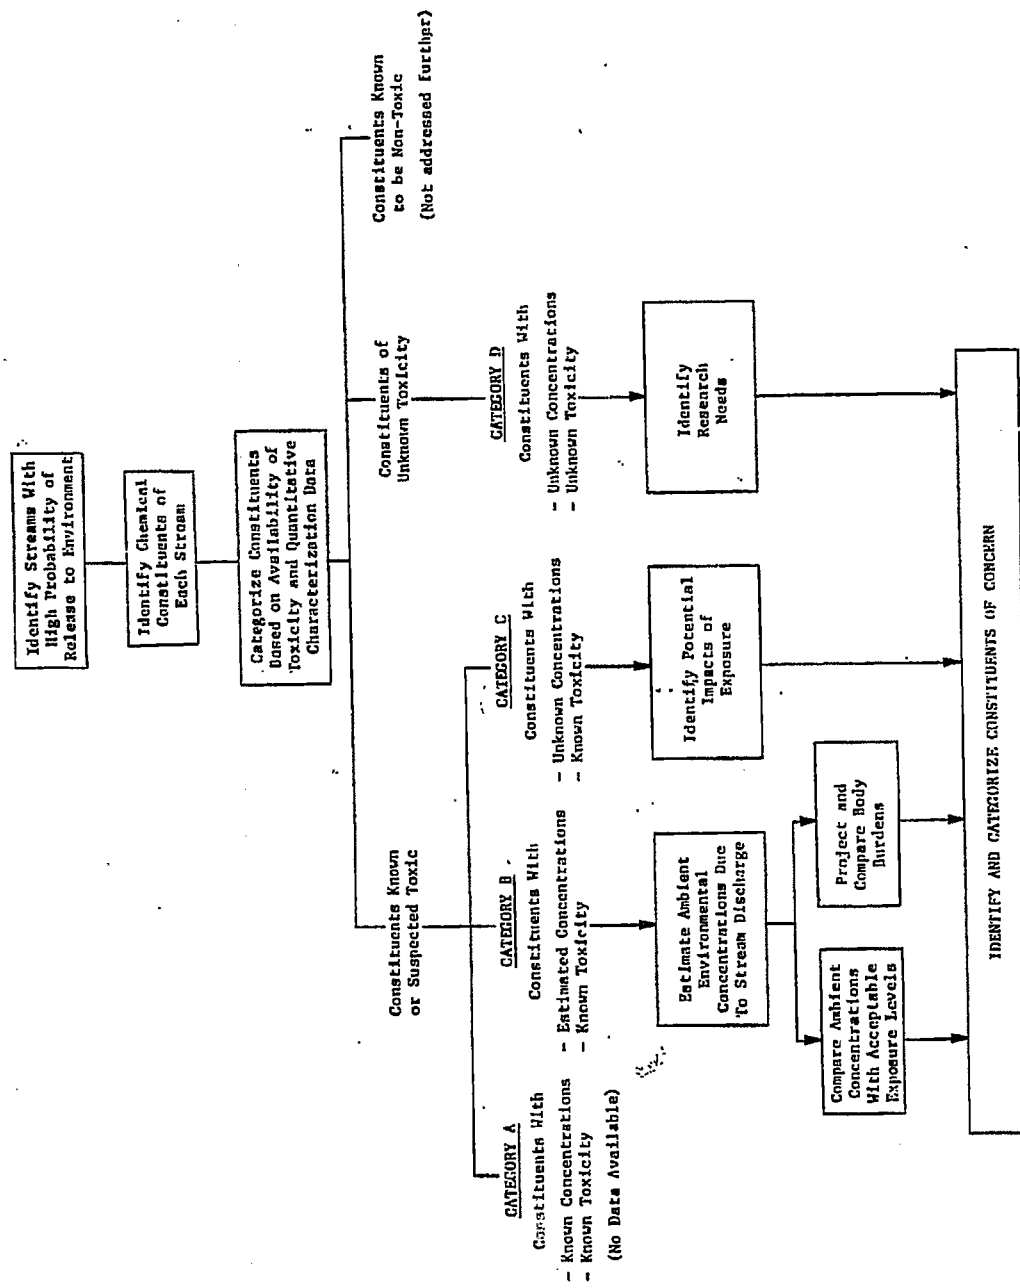 Identify Streams With
High Probability of
Release to Environment
Identify Chemical
Constituents of
Each Stream
Categorize Constituents
Based on Availability of
Toxicity and Quantitative
Characterization Data
Constituents Known
or Suspected Toxic
Constituents of
Unknown Toxicity
Constituents Known
to be Non-Toxic
(Not addressed further)
CATEGORY A
Constituents With
- Known Concentrations
- Known Toxicity
(No Data Available)
CATEGORY B
Constituents With
- Estimated Concentrations
- Known Toxicity
CATEGORY C
Constituents With
- Unknown Concentrations
- Known Toxicity
CATEGORY D
Constituents With
- Unknown Concentrations
- Unknown Toxicity
Estimate Ambient
Environmental
Concentrations Due
To Stream Discharge
Identify Potential
Impacts of
Exposure
Identify
Research
Needs
Compare Ambient
Concentrations
With Acceptable
Exposure Levels
Project and
Compare Body
Burdens
IDENTIFY AND CATEGORIZE CONSTITUENTS OF CONCERN